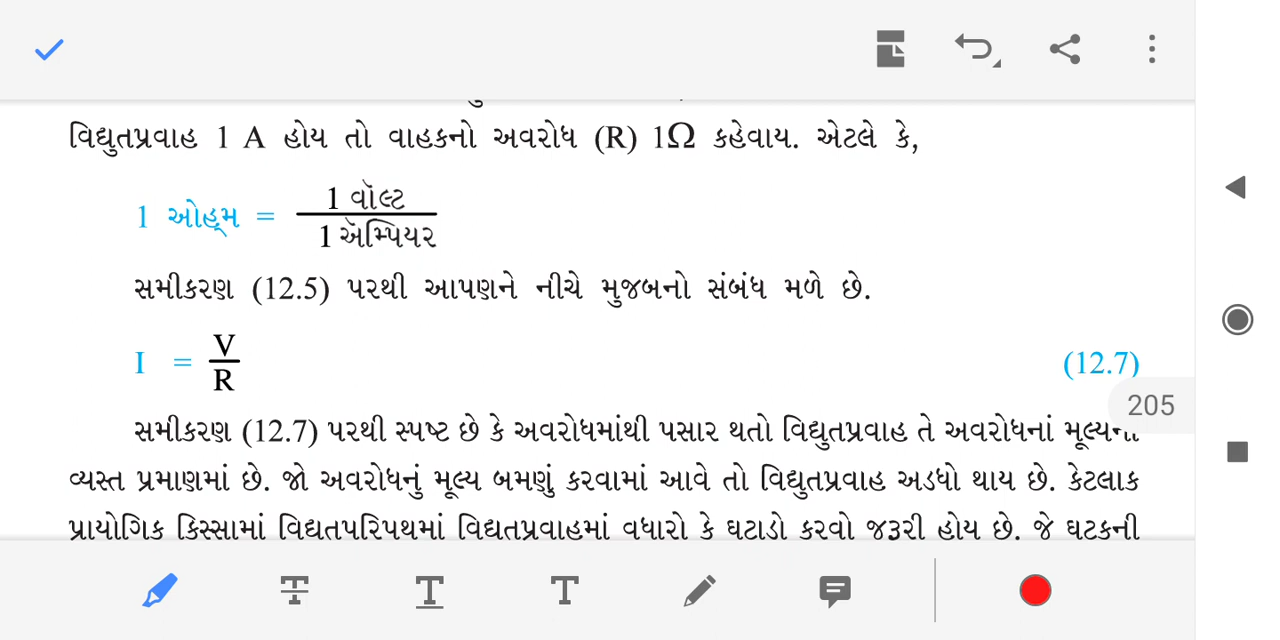 વિદ્યુતપ્રવાહ 1 A હોય તો વાહકનો અવરોધ (R) 1Ω કહેવાય. એટલે કે,
1 ઓહ્મ = 1 વૉલ્ટ / 1 ઍમ્પિયર
સમીકરણ (12.5) પરથી આપણને નીચે મુજબનો સંબંધ મળે છે.
I = V / R (12.7)
205
સમીકરણ (12.7) પરથી સ્પષ્ટ છે કે અવરોધમાંથી પસાર થતો વિદ્યુતપ્રવાહ તે અવરોધનાં મૂલ્યના
વ્યસ્ત પ્રમાણમાં છે. જો અવરોધનું મૂલ્ય બમણું કરવામાં આવે તો વિદ્યુતપ્રવાહ અડધો થાય છે. કેટલાક
પ્રાયોગિક કિસ્સામાં વિદ્યુતપરિપથમાં વિદ્યુતપ્રવાહમાં વધારો કે ઘટાડો કરવો જરૂરી હોય છે. જે ઘટકની